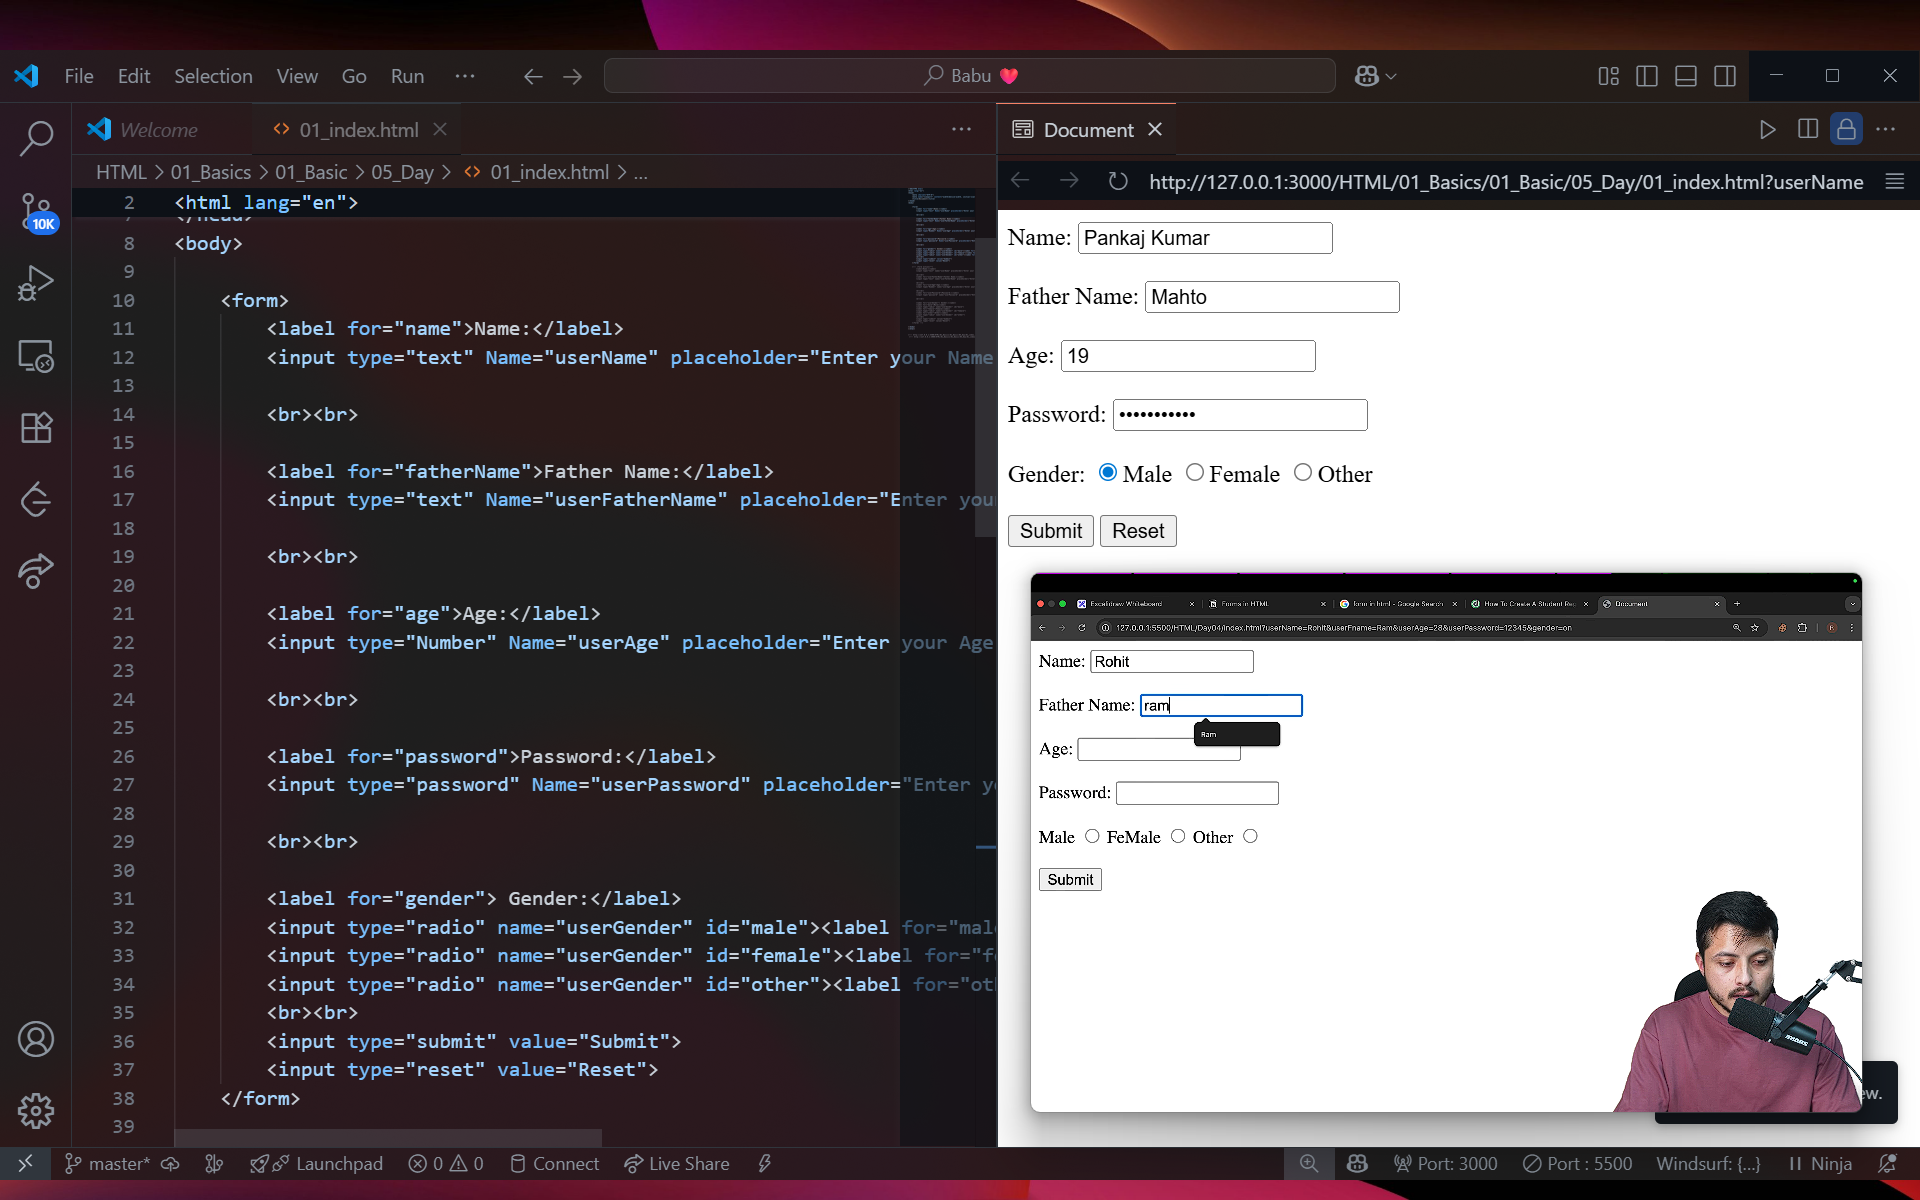 File Edit Selection View Go Run ··· Babu
Welcome 01_index.html
HTML > 01_Basics > 01_Basic > 05_Day > 01_index.html > ...
2 <html lang="en">
8 <body>
9
10 <form>
11 <label for="name">Name:</label>
12 <input type="text" Name="userName" placeholder="Enter your Name
13
14 <br><br>
15
16 <label for="fatherName">Father Name:</label>
17 <input type="text" Name="userFatherName" placeholder="Enter you
18
19 <br><br>
20
21 <label for="age">Age:</label>
22 <input type="Number" Name="userAge" placeholder="Enter your Age
23
24 <br><br>
25
26 <label for="password">Password:</label>
27 <input type="password" Name="userPassword" placeholder="Enter y
28
29 <br><br>
30
31 <label for="gender"> Gender:</label>
32 <input type="radio" name="userGender" id="male"><label for="mal
33 <input type="radio" name="userGender" id="female"><label for="f
34 <input type="radio" name="userGender" id="other"><label for="ot
35 <br><br>
36 <input type="submit" value="Submit">
37 <input type="reset" value="Reset">
38 </form>
39
10K
Document
http://127.0.0.1:3000/HTML/01_Basics/01_Basic/05_Day/01_index.html?userName
Name: Pankaj Kumar
Father Name: Mahto
Age: 19
Password: •••••••••••
Gender: Male Female Other
Submit Reset
Excalidraw Whiteboard Forms in HTML form in html - Google Search How To Create A Student Reg Document
127.0.0.1:5500/HTML/Day04/index.html?userName=Rohit&userFname=Ram&userAge=28&userPassword=12345&gender=on
Name: Rohit
Father Name: ram
Ram
Age:
Password:
Male FeMale Other
Submit
ew.
master* Launchpad 0 0 Connect Live Share Port: 3000 Port : 5500 Windsurf: {...} Ninja